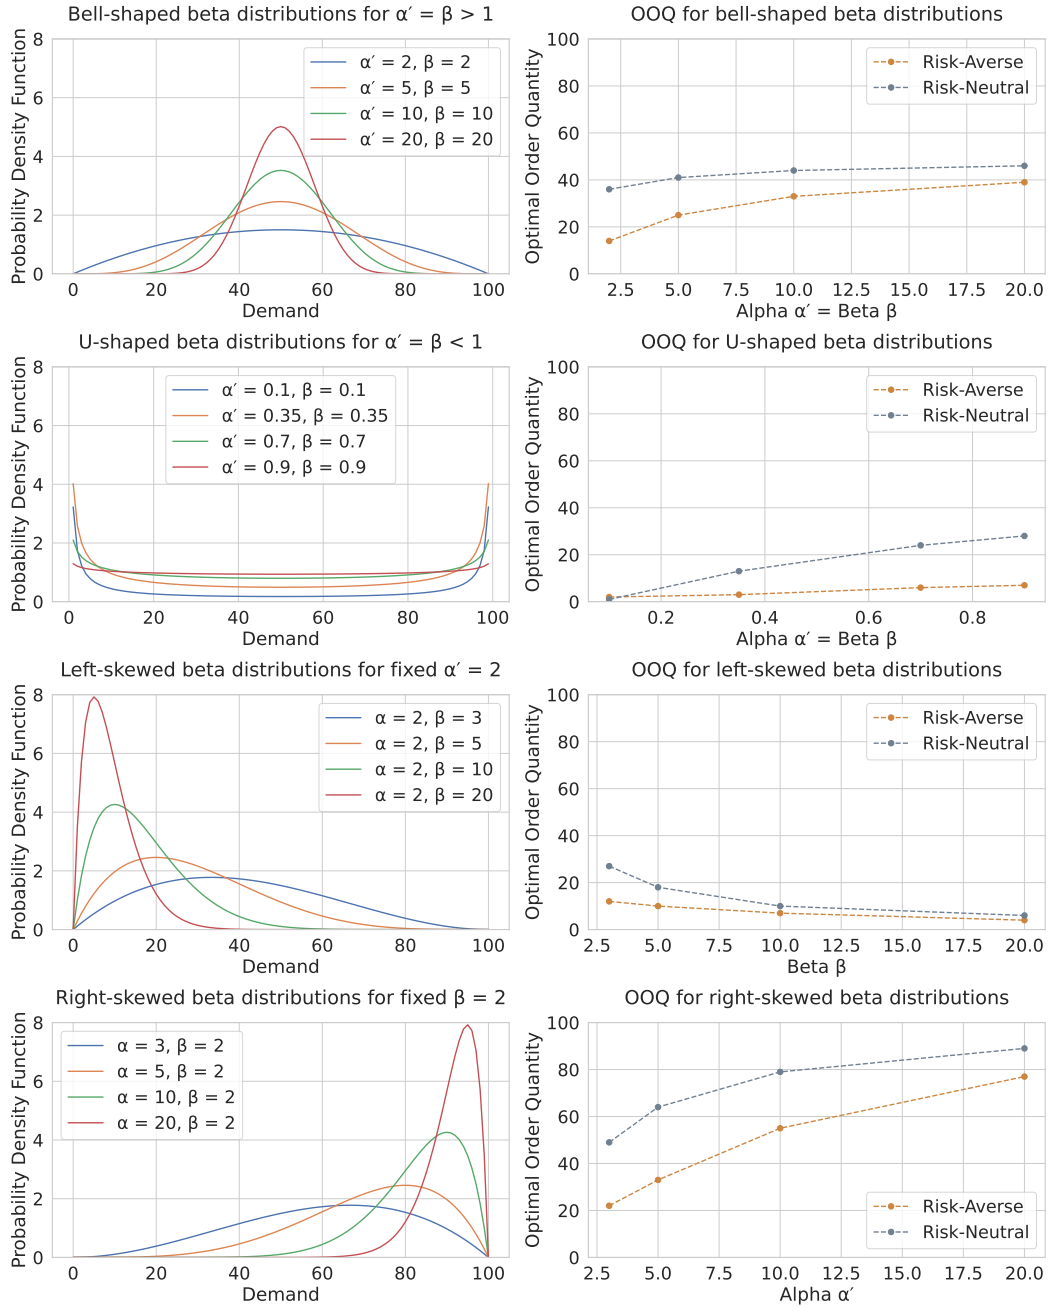 Bell-shaped beta distributions for α′ = β > 1
Probability Density Function
8
6
4
2
0
α′ = 2, β = 2
α′ = 5, β = 5
α′ = 10, β = 10
α′ = 20, β = 20
0 20 40 60 80 100
Demand
OOQ for bell-shaped beta distributions
Optimal Order Quantity
100
80
60
40
20
0
Risk-Averse
Risk-Neutral
2.5 5.0 7.5 10.0 12.5 15.0 17.5 20.0
Alpha α′ = Beta β
U-shaped beta distributions for α′ = β < 1
Probability Density Function
8
6
4
2
0
α′ = 0.1, β = 0.1
α′ = 0.35, β = 0.35
α′ = 0.7, β = 0.7
α′ = 0.9, β = 0.9
0 20 40 60 80 100
Demand
OOQ for U-shaped beta distributions
Optimal Order Quantity
100
80
60
40
20
0
Risk-Averse
Risk-Neutral
0.2 0.4 0.6 0.8
Alpha α′ = Beta β
Left-skewed beta distributions for fixed α′ = 2
Probability Density Function
8
6
4
2
0
α = 2, β = 3
α = 2, β = 5
α = 2, β = 10
α = 2, β = 20
0 20 40 60 80 100
Demand
OOQ for left-skewed beta distributions
Optimal Order Quantity
100
80
60
40
20
0
Risk-Averse
Risk-Neutral
2.5 5.0 7.5 10.0 12.5 15.0 17.5 20.0
Beta β
Right-skewed beta distributions for fixed β = 2
Probability Density Function
8
6
4
2
0
α = 3, β = 2
α = 5, β = 2
α = 10, β = 2
α = 20, β = 2
0 20 40 60 80 100
Demand
OOQ for right-skewed beta distributions
Optimal Order Quantity
100
80
60
40
20
0
Risk-Averse
Risk-Neutral
2.5 5.0 7.5 10.0 12.5 15.0 17.5 20.0
Alpha α′